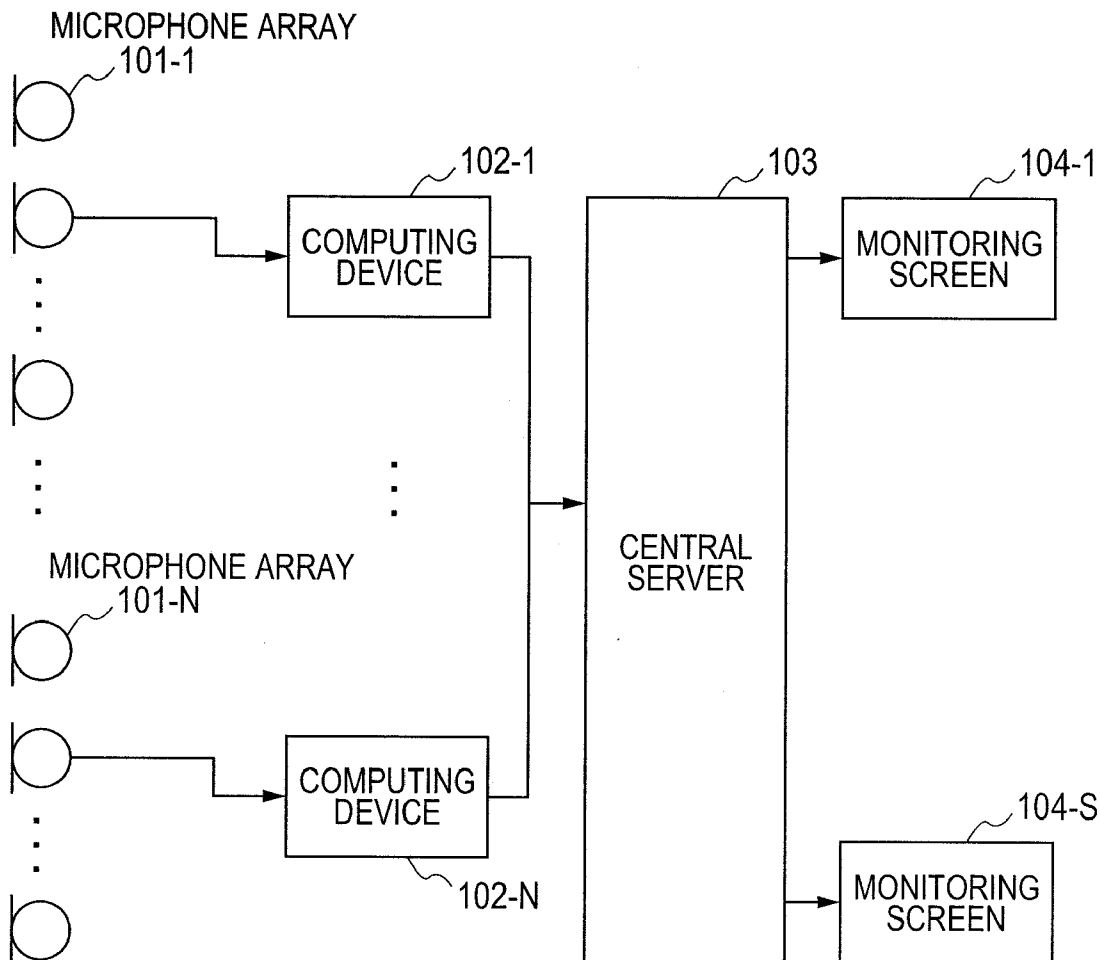 MICROPHONE ARRAY
101-1
102-1
103
104-1
COMPUTING
DEVICE
MONITORING
SCREEN
CENTRAL
SERVER
MICROPHONE ARRAY
101-N
COMPUTING
DEVICE
102-N
104-S
MONITORING
SCREEN